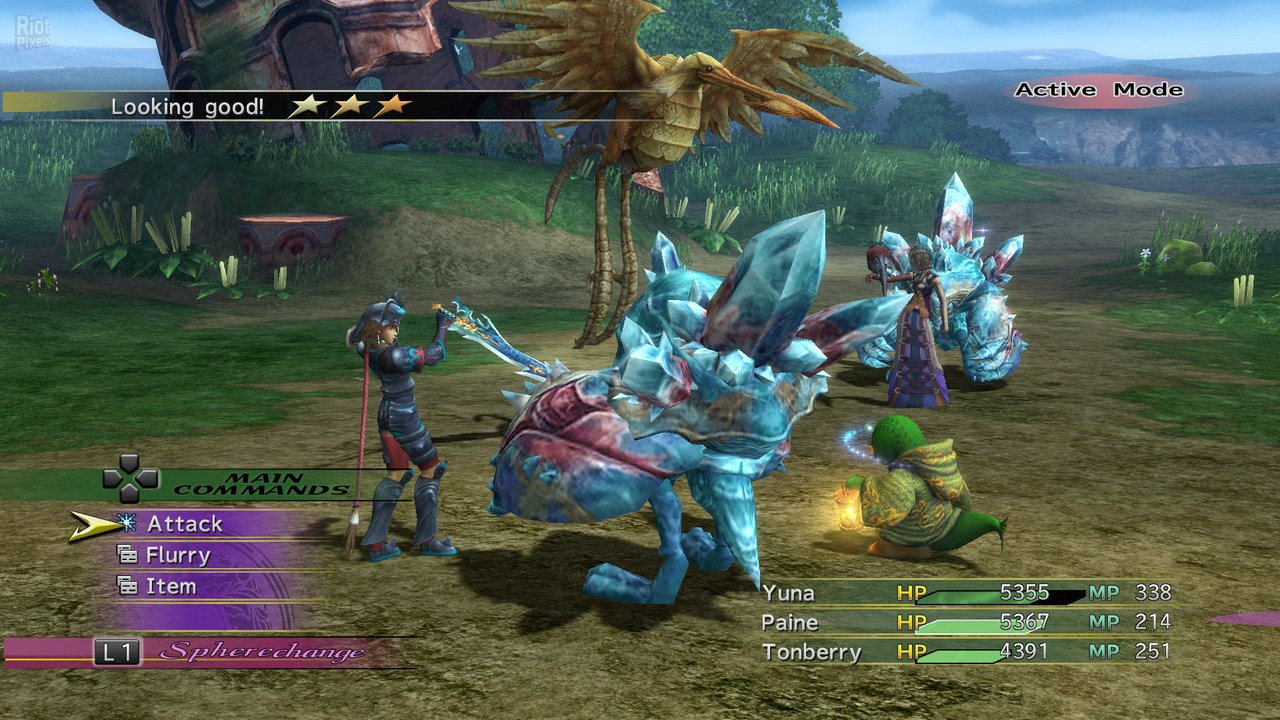 Riot
Pixels
Looking good!
Active Mode
MAIN
COMMANDS
Attack
Flurry
Item
L1 Spherechange
Yuna HP 5355 MP 338
Paine HP 5367 MP 214
Tonberry HP 4391 MP 251